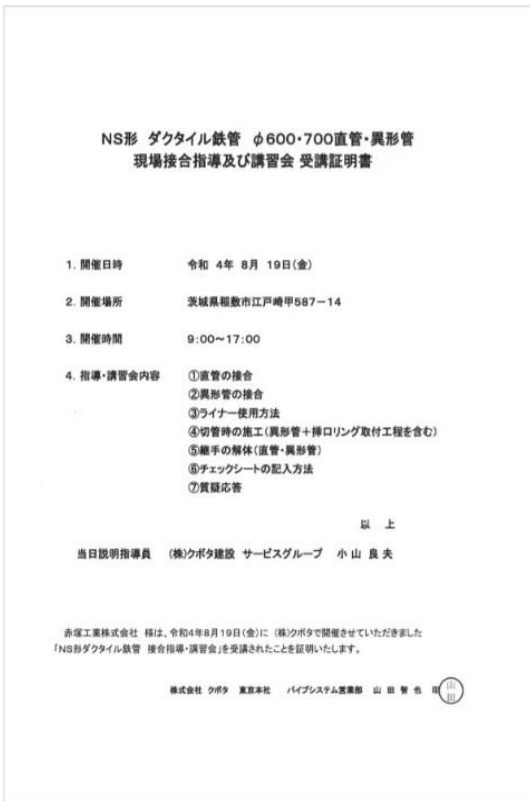 NS形 ダクタイル鉄管 φ600・700直管・異形管
現場接合指導及び講習会 受講証明書
1. 開催日時 令和 4年 8月 19日(金)
2. 開催場所 茨城県稲敷市江戸崎甲587－14
3. 開催時間 9:00～17:00
4. 指導・講習会内容 ①直管の接合
②異形管の接合
③ライナー使用方法
④切管時の施工(異形管＋挿口リング取付工程を含む)
⑤継手の解体(直管・異形管)
⑥チェックシートの記入方法
⑦質疑応答
以 上
当日説明指導員 (株)クボタ建設 サービスグループ 小山 良夫
赤塚工業株式会社 様は、令和4年8月19日(金)に (株)クボタで開催させていただきました
「NS形ダクタイル鉄管 接合指導・講習会」を受講されたことを証明いたします。
株式会社 クボタ 東京本社 パイプシステム営業部 山田 智也 印
山田